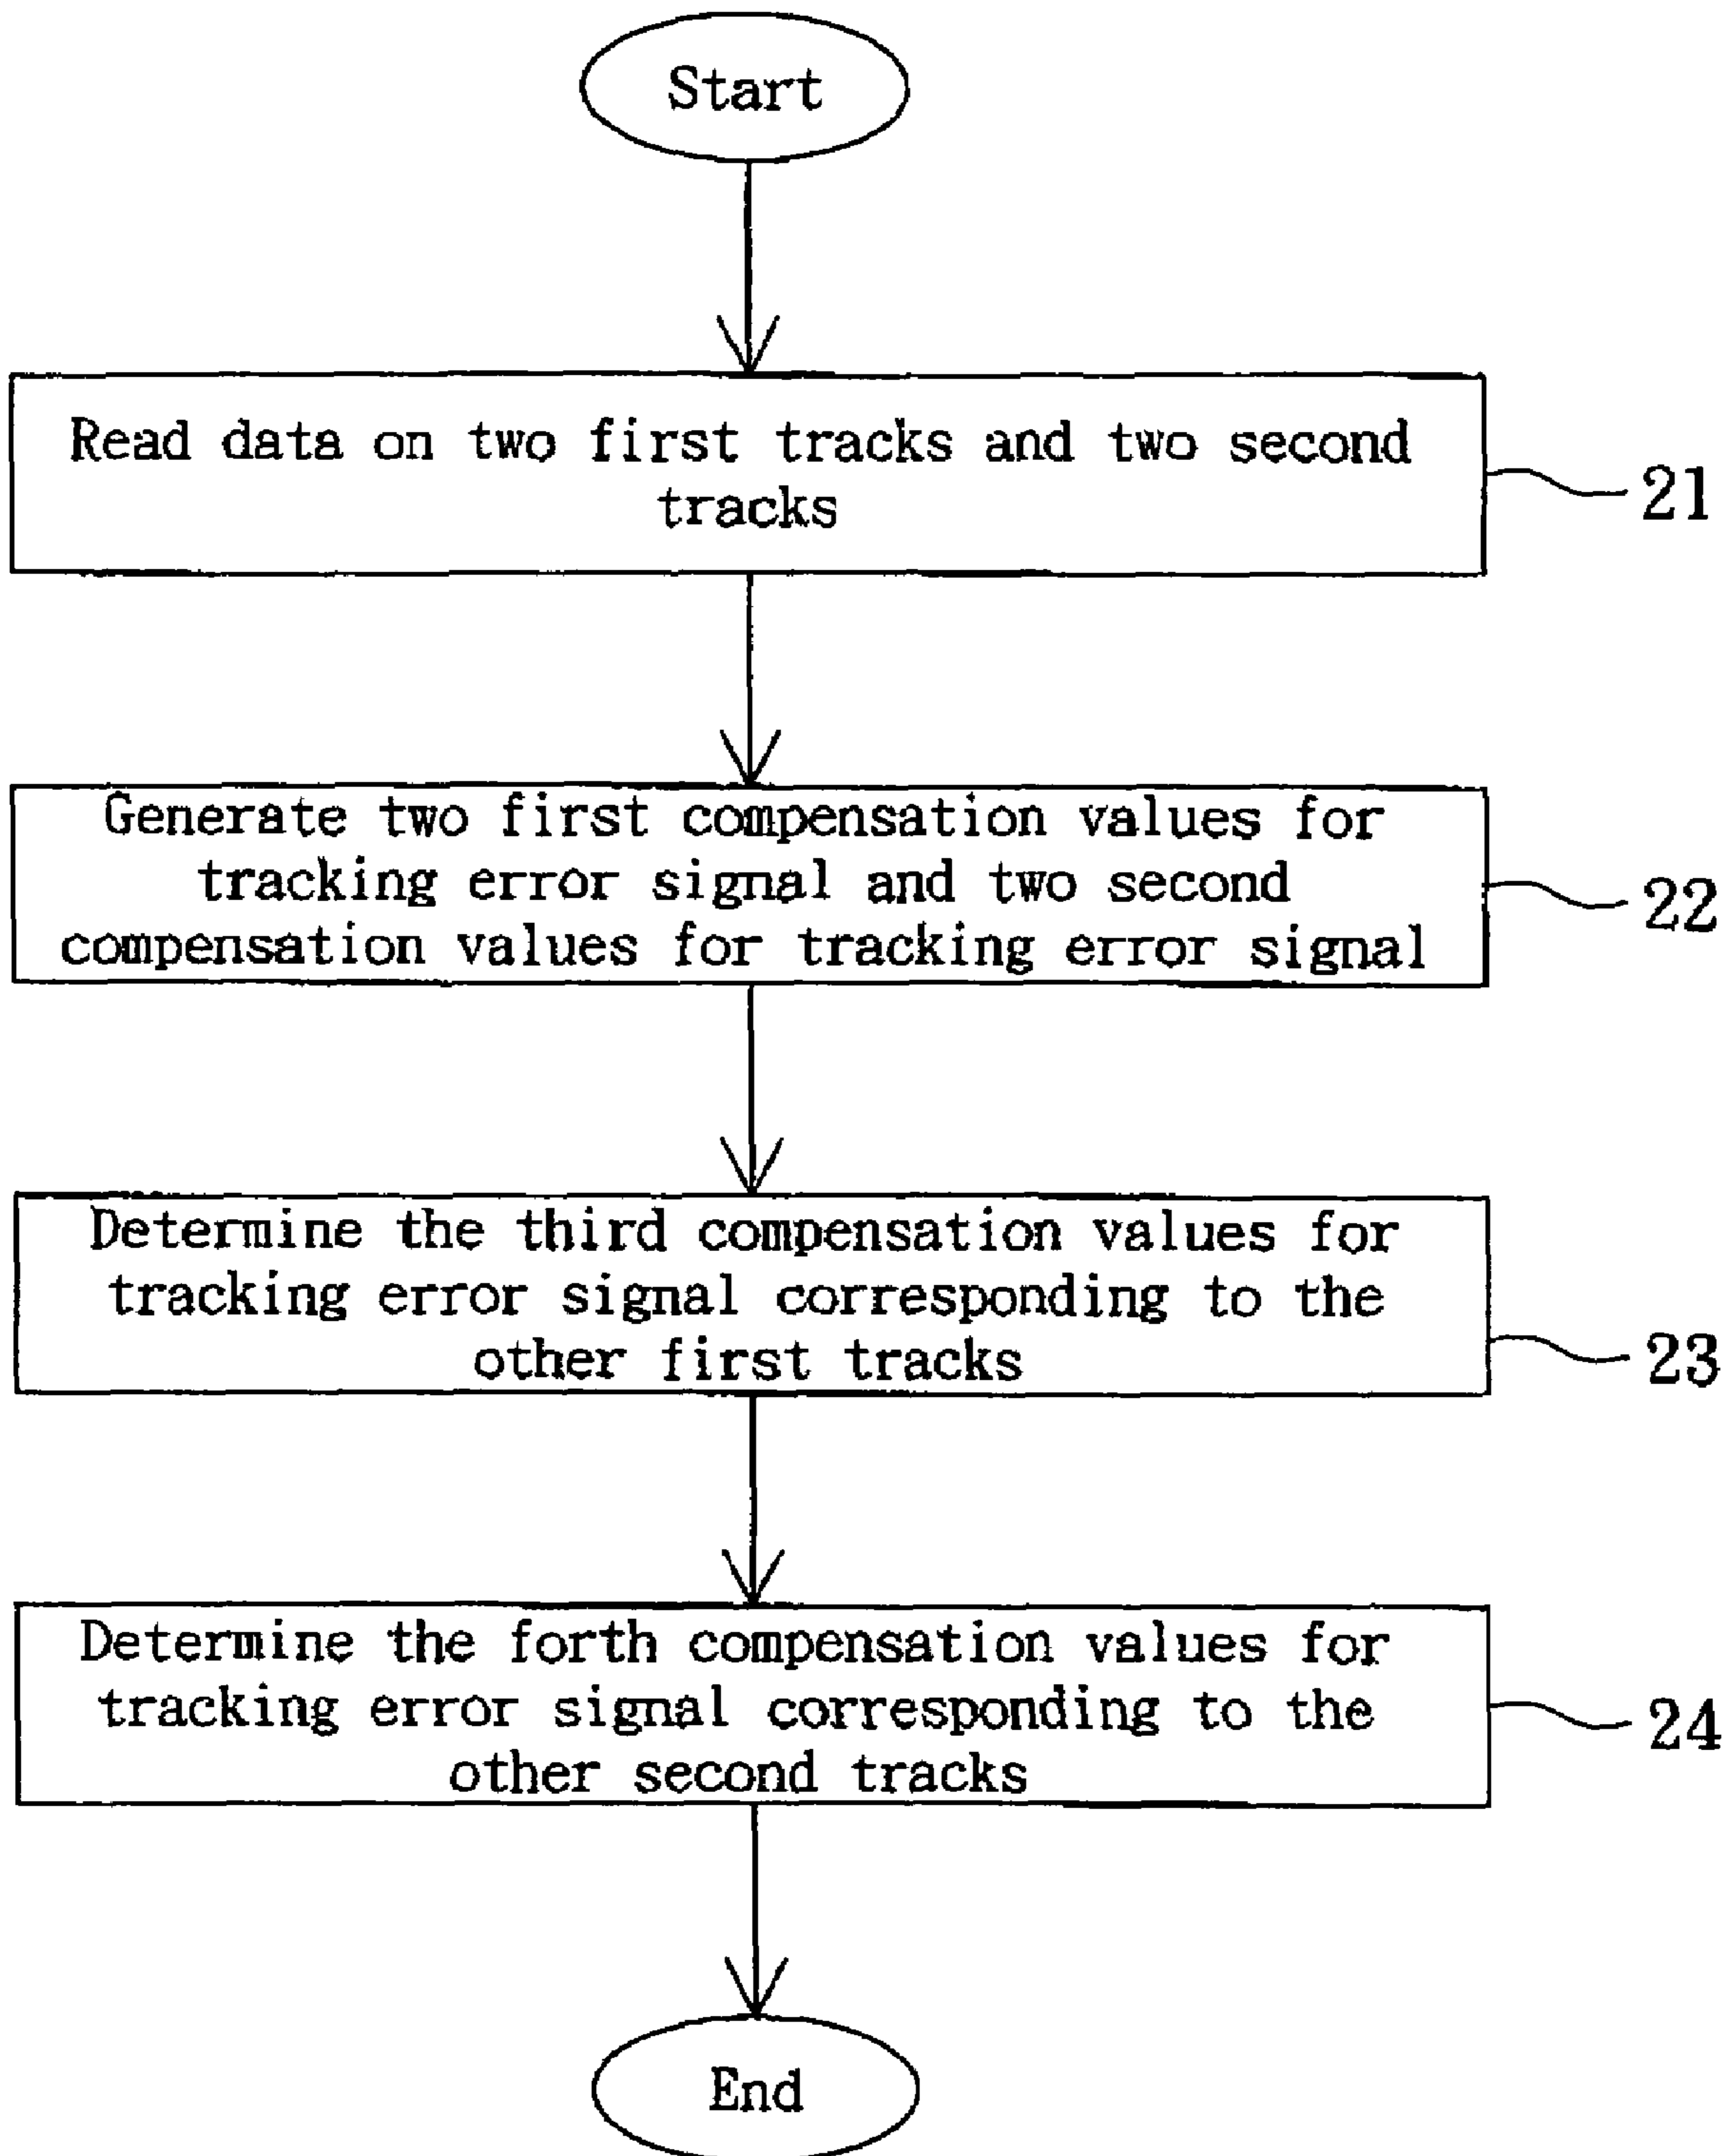 Start
Read data on two first tracks and two second
tracks
21
Generate two first compensation values for
tracking error signal and two second
compensation values for tracking error signal
22
Determine the third compensation values for
tracking error signal corresponding to the
other first tracks
23
Determine the forth compensation values for
tracking error signal corresponding to the
other second tracks
24
End